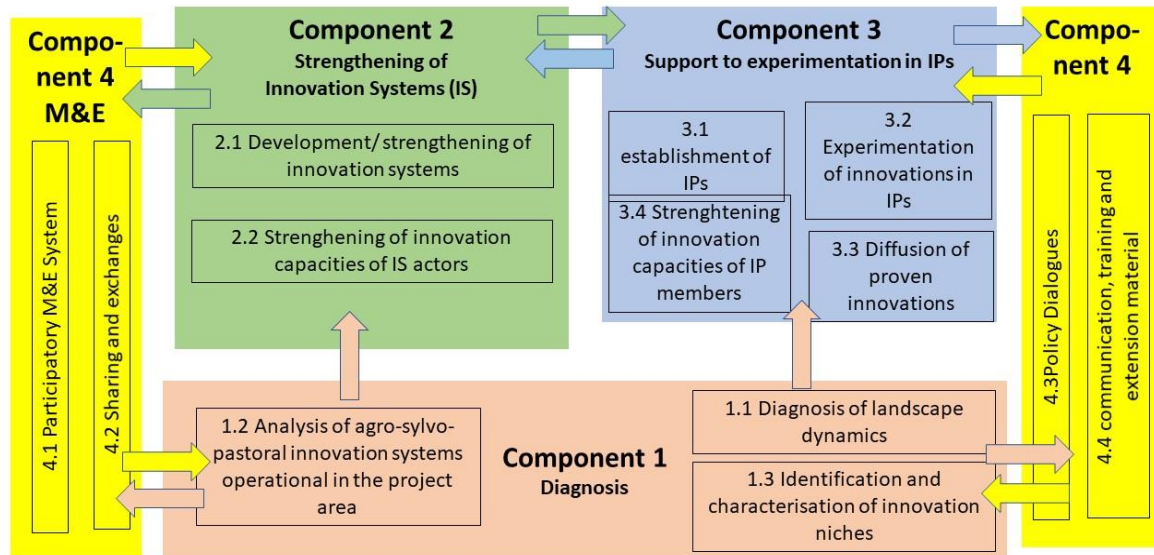 Compo-
nent 4
M&E
4.1 Participatory M&E System
4.2 Sharing and exchanges
Component 2
Strengthening of
Innovation Systems (IS)
2.1 Development/ strengthening of
innovation systems
2.2 Strenghening of innovation
capacities of IS actors
Component 3
Support to experimentation in IPs
3.1
establishment of
IPs
3.2
Experimentation
of innovations in
IPs
3.4 Strenghtening
of innovation
capacities of IP
members
3.3 Diffusion of
proven
innovations
Compo-
nent 4
4.3Policy Dialogues
4.4 communication, training and
extension material
1.2 Analysis of agro-sylvo-
pastoral innovation systems
operational in the project
area
Component 1
Diagnosis
1.1 Diagnosis of landscape
dynamics
1.3 Identification and
characterisation of innovation
niches